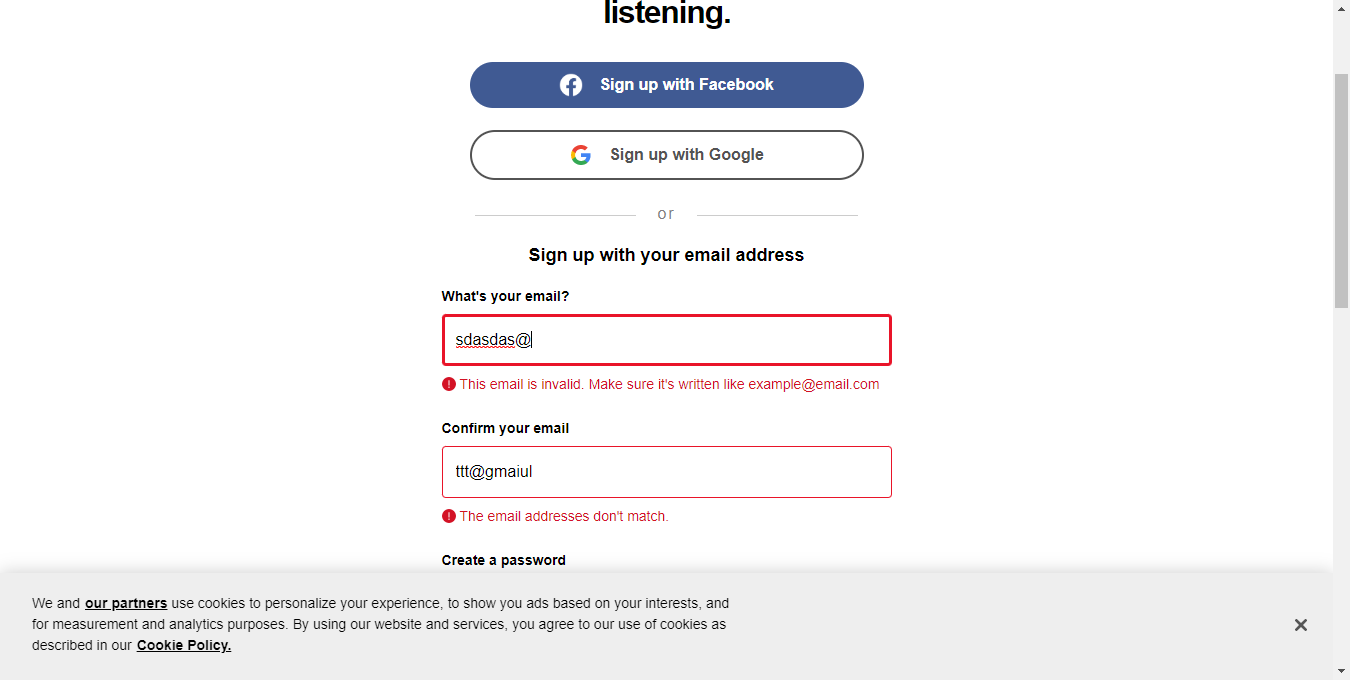 listening.
Sign up with Facebook
Sign up with Google
or
Sign up with your email address
What's your email?
sdasdas@
This email is invalid. Make sure it's written like example@email.com
Confirm your email
ttt@gmaiul
The email addresses don't match.
Create a password
We and our partners use cookies to personalize your experience, to show you ads based on your interests, and
for measurement and analytics purposes. By using our website and services, you agree to our use of cookies as
described in our Cookie Policy.